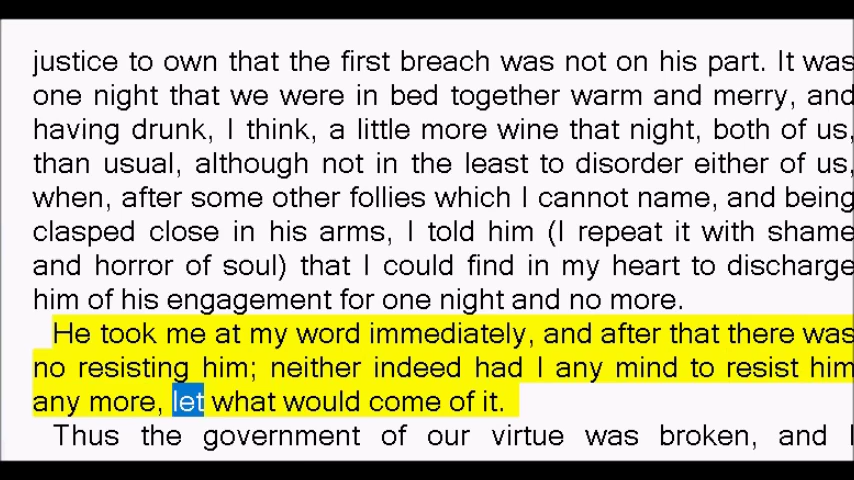 justice to own that the first breach was not on his part. It was
one night that we were in bed together warm and merry, and
having drunk, I think, a little more wine that night, both of us,
than usual, although not in the least to disorder either of us,
when, after some other follies which I cannot name, and being
clasped close in his arms, I told him (I repeat it with shame
and horror of soul) that I could find in my heart to discharge
him of his engagement for one night and no more.
He took me at my word immediately, and after that there was
no resisting him; neither indeed had I any mind to resist him
any more, let what would come of it.
Thus the government of our virtue was broken, and I